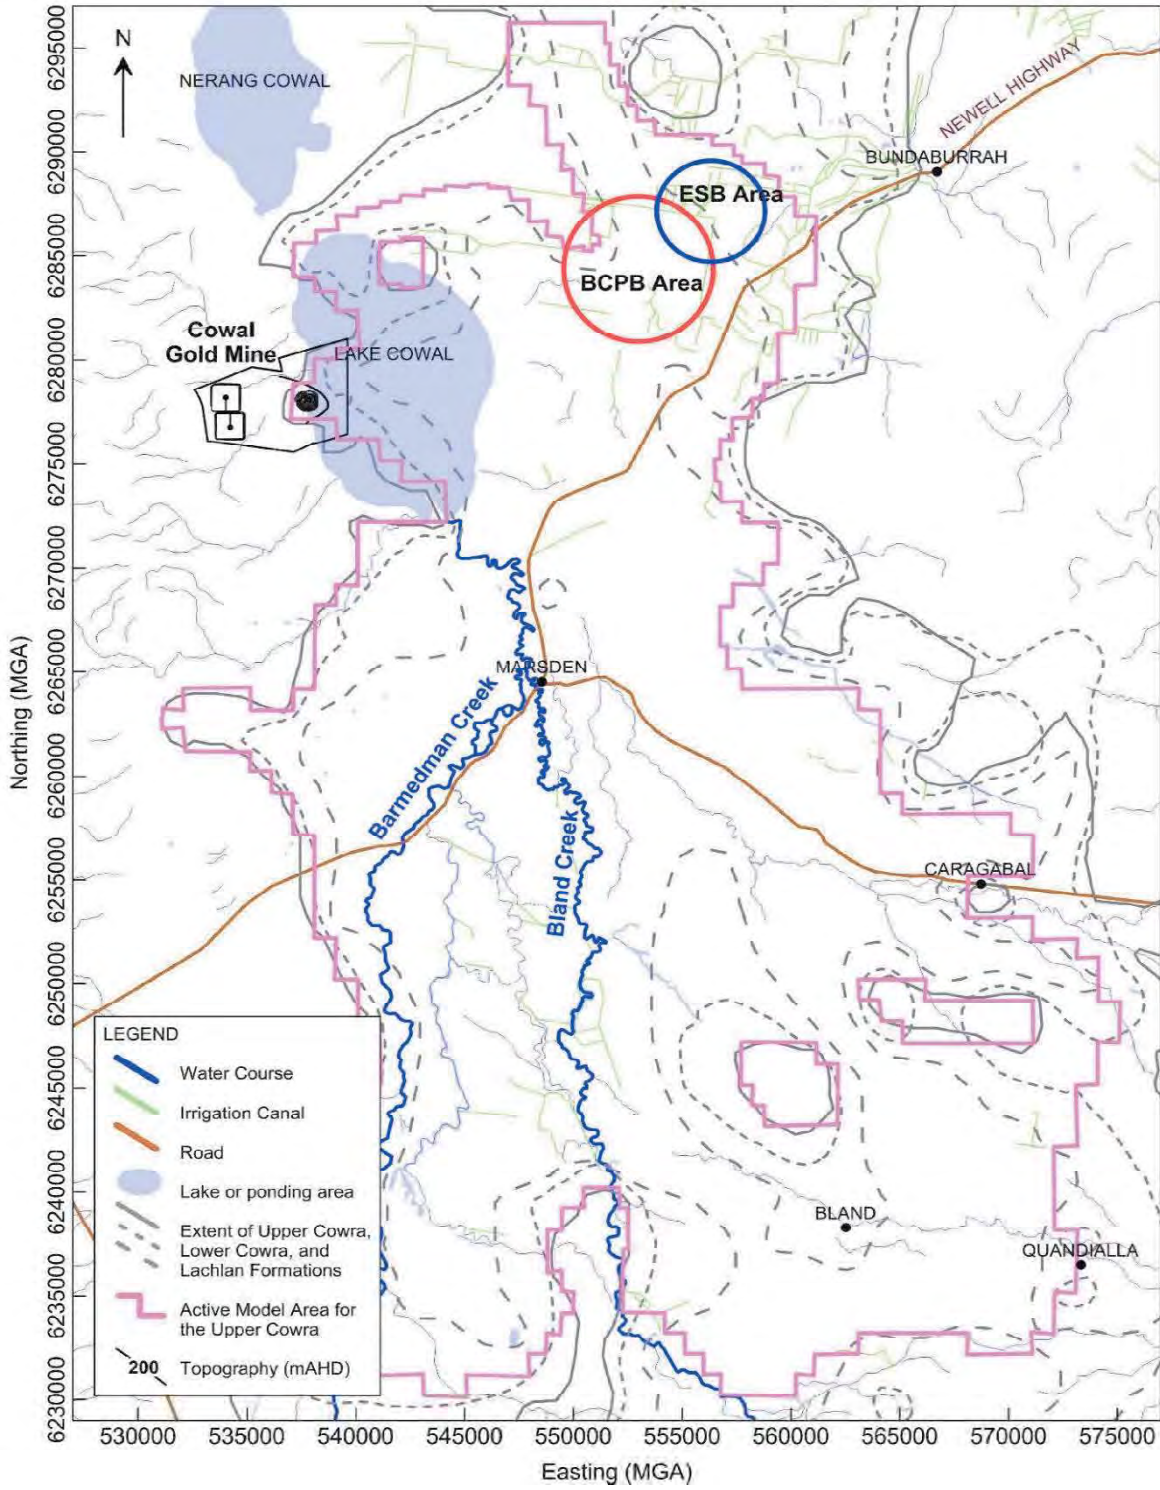 N
NERANG COWAL
NEWELL HIGHWAY
BUNDABURRAH
ESB Area
BCPB Area
Cowal
Gold Mine
LAKE COWAL
MARSDEN
Barmedman Creek
Bland Creek
CARAGABAL
BLAND
QUANDIALLA
LEGEND
Water Course
Irrigation Canal
Road
Lake or ponding area
Extent of Upper Cowra,
Lower Cowra, and
Lachlan Formations
Active Model Area for
the Upper Cowra
200 Topography (mAHD)
Northing (MGA)
6295000
6290000
6285000
6280000
6275000
6270000
6265000
6260000
6255000
6250000
6245000
6240000
6235000
6230000
530000 535000 540000 545000 550000 555000 560000 565000 570000 575000
Easting (MGA)